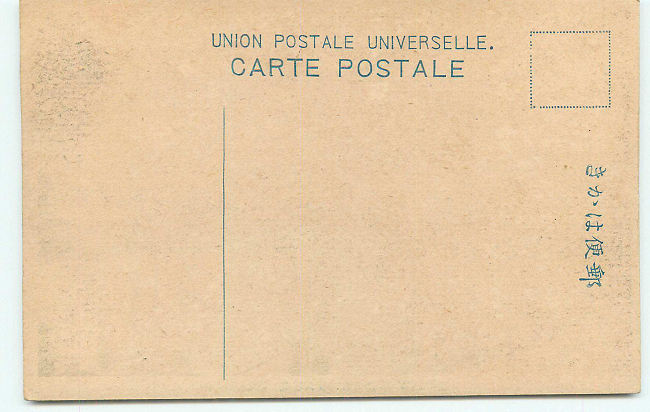 UNION POSTALE UNIVERSELLE.
CARTE POSTALE
きかは便郵